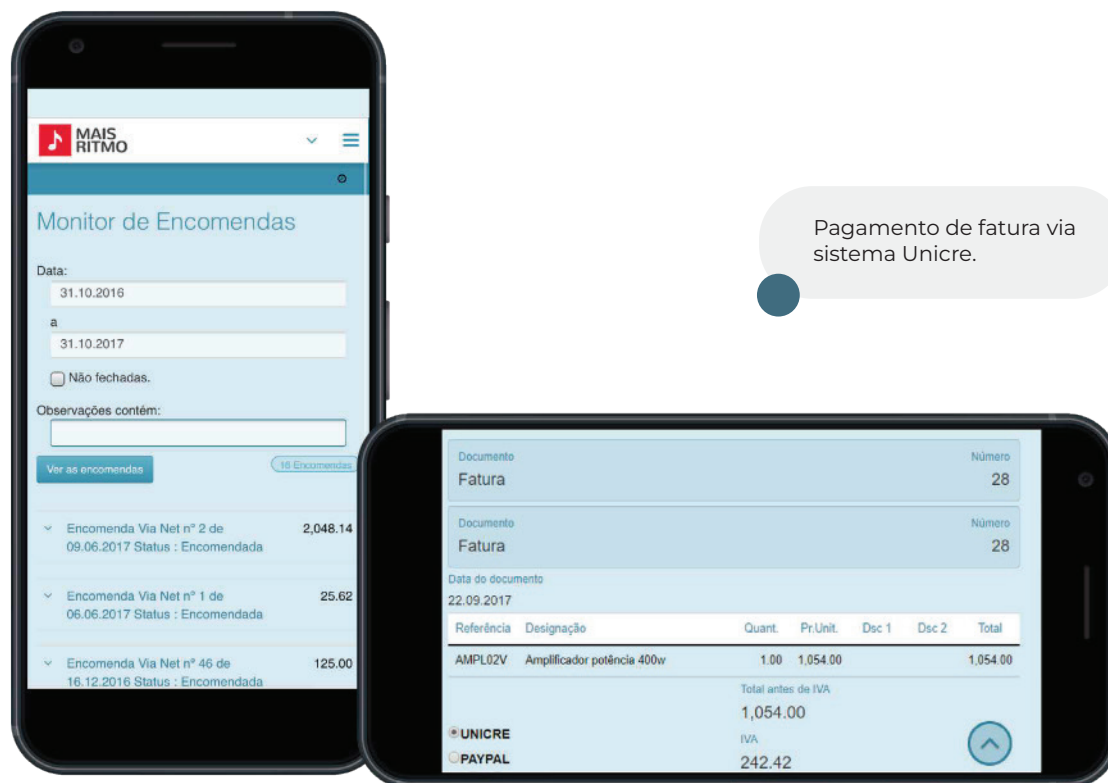 MAIS
RITMO
Monitor de Encomendas
Data:
31.10.2016
a
31.10.2017
Não fechadas.
Observações contém:
Ver as encomendas
16 Encomendas
Encomenda Via Net nº 2 de 2,048.14
09.06.2017 Status : Encomendada
Encomenda Via Net nº 1 de 25.62
06.06.2017 Status : Encomendada
Encomenda Via Net nº 46 de 125.00
16.12.2016 Status : Encomendada
Pagamento de fatura via
sistema Unicre.
Documento Número
Fatura 28
Documento Número
Fatura 28
Data do documento
22.09.2017
Referência Designação Quant. Pr.Unit. Dsc 1 Dsc 2 Total
AMPL02V Amplificador potência 400w 1.00 1,054.00 1,054.00
Total antes de IVA
1,054.00
UNICRE
IVA
PAYPAL
242.42